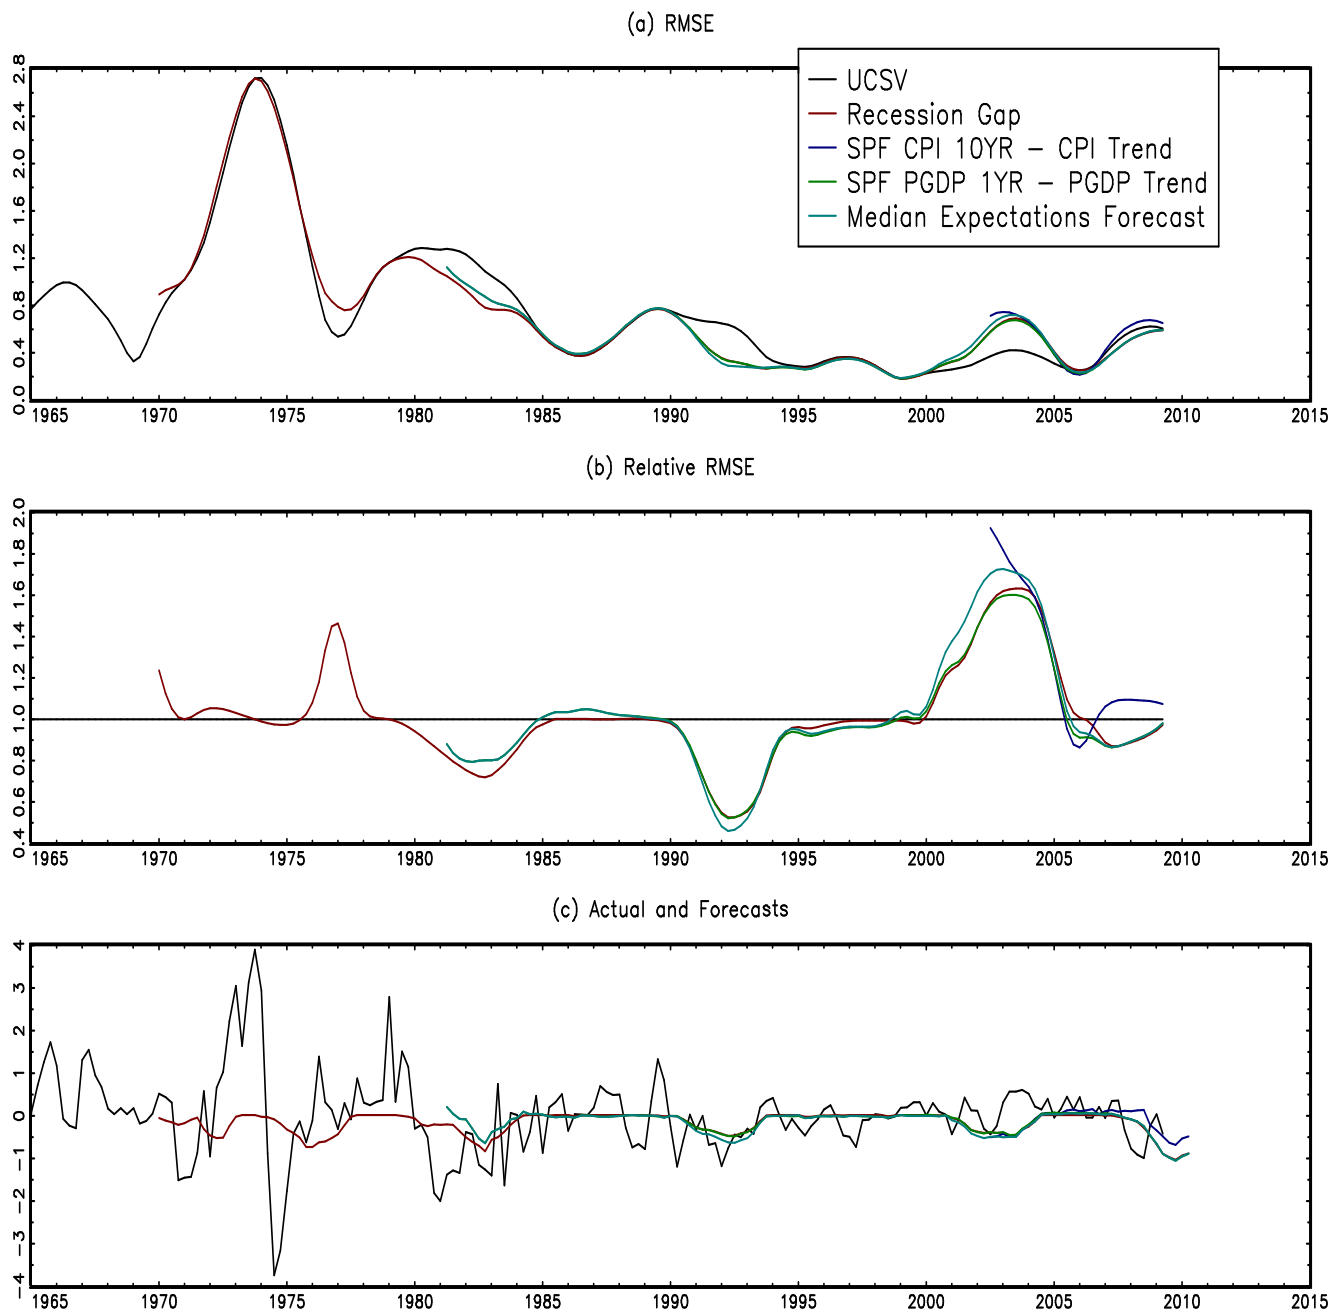 (a) RMSE
UCSV
Recession Gap
SPF CPI 10YR – CPI Trend
SPF PGDP 1YR – PGDP Trend
Median Expectations Forecast
2.8
2.4
2.0
1.6
1.2
0.8
0.4
0.0
1965 1970 1975 1980 1985 1990 1995 2000 2005 2010 2015
(b) Relative RMSE
2.0
1.8
1.6
1.4
1.2
1.0
0.8
0.6
0.4
1965 1970 1975 1980 1985 1990 1995 2000 2005 2010 2015
(c) Actual and Forecasts
4
3
2
1
0
–1
–2
–3
–4
1965 1970 1975 1980 1985 1990 1995 2000 2005 2010 2015